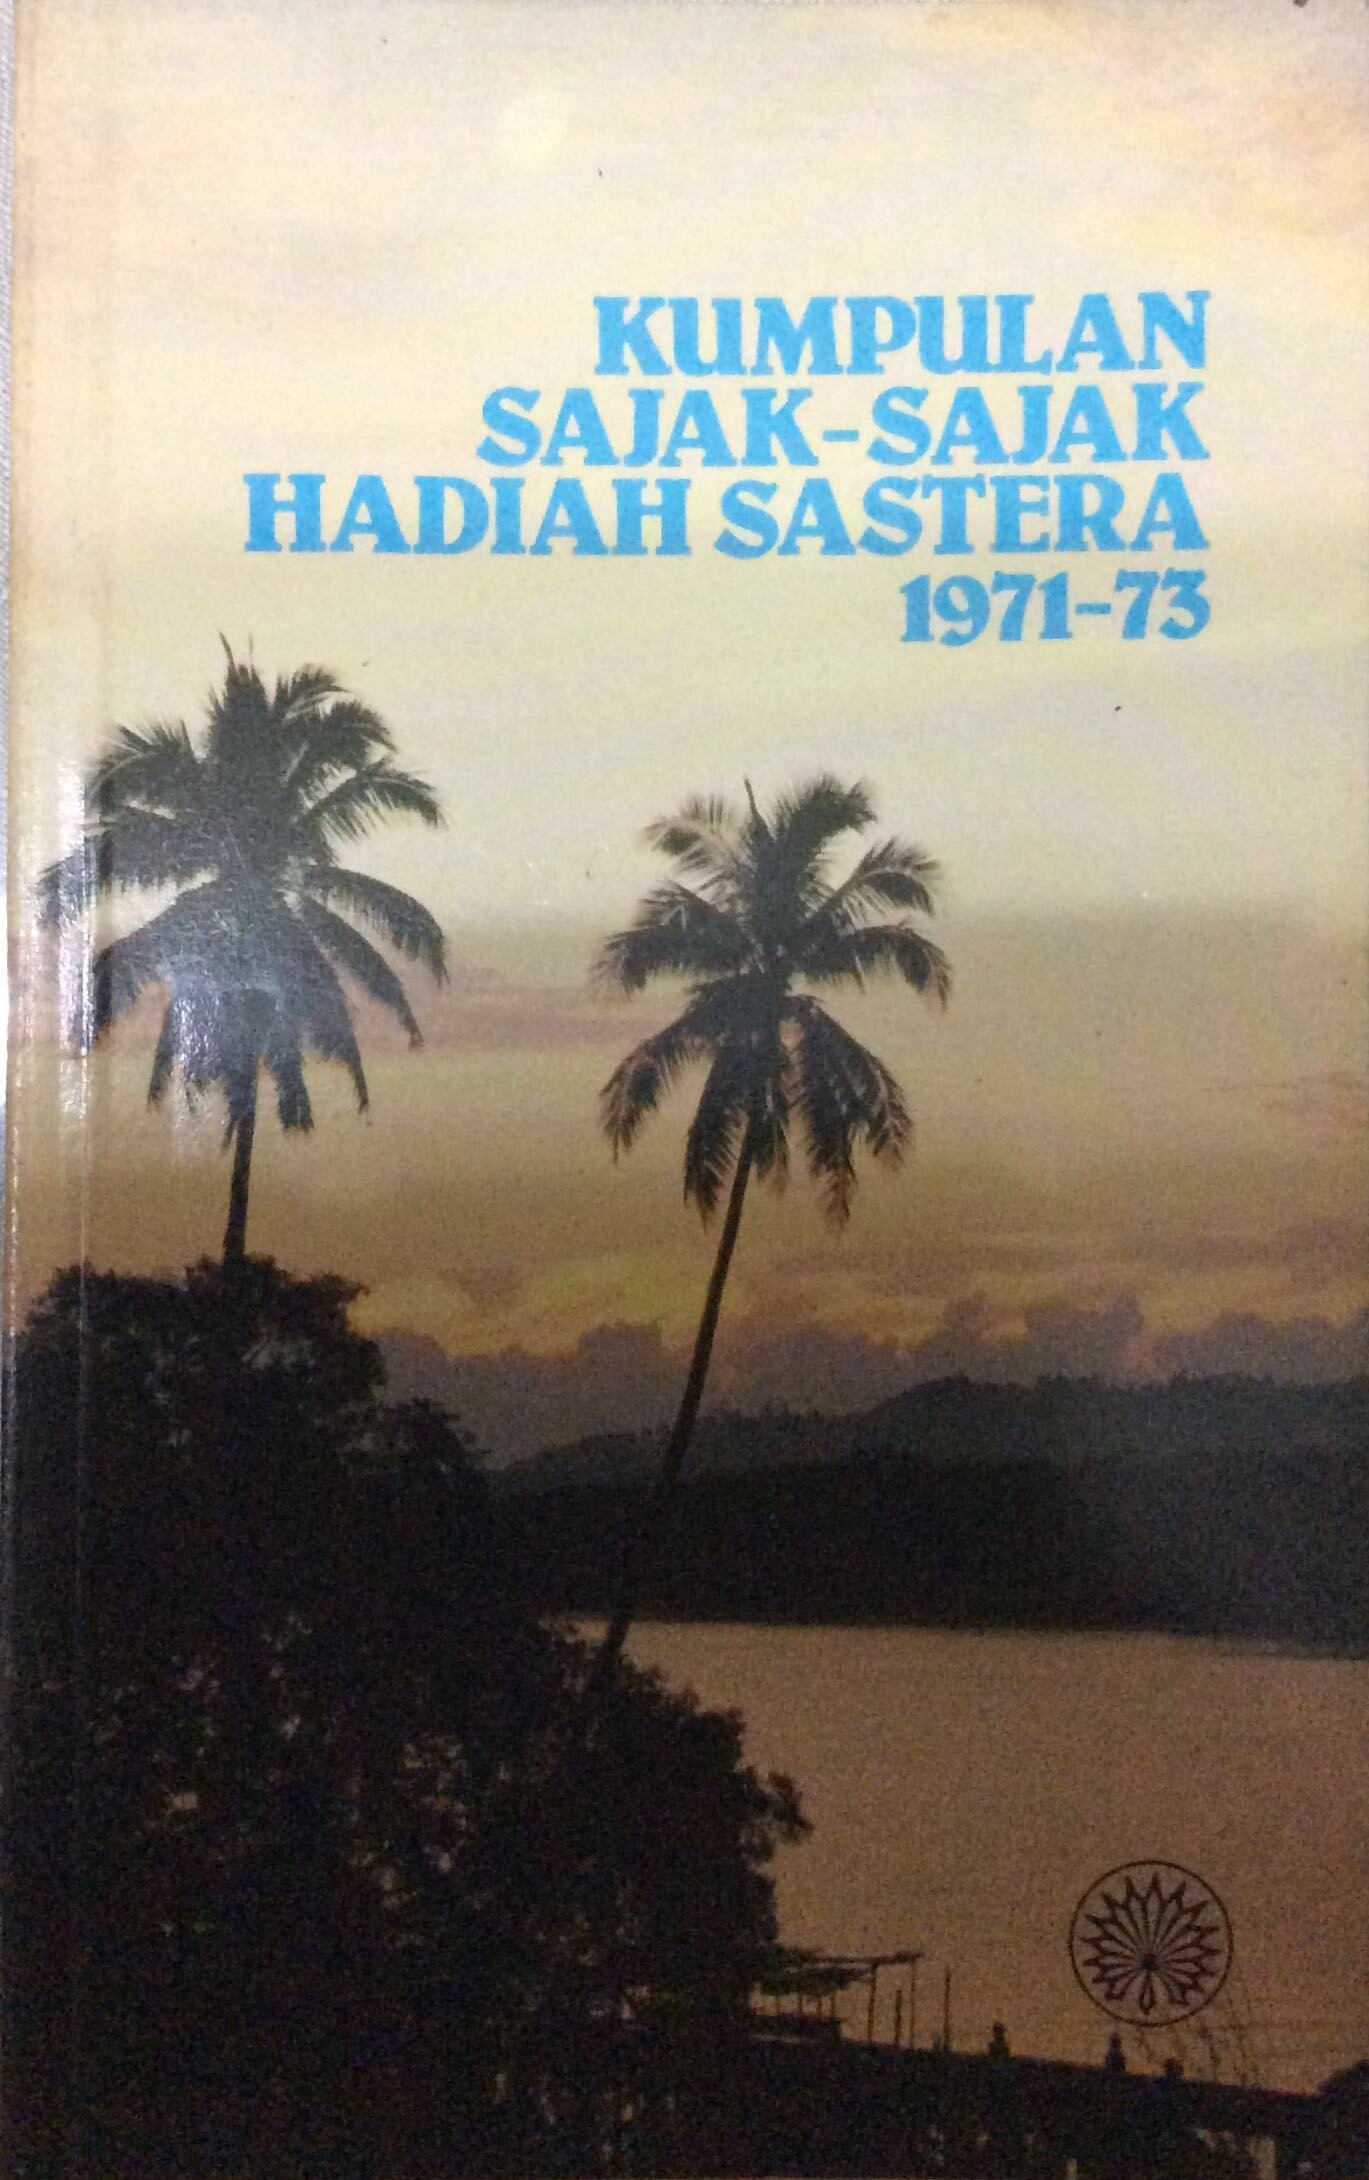 KUMPULAN
SAJAK-SAJAK
HADIAH SASTERA
1971-73